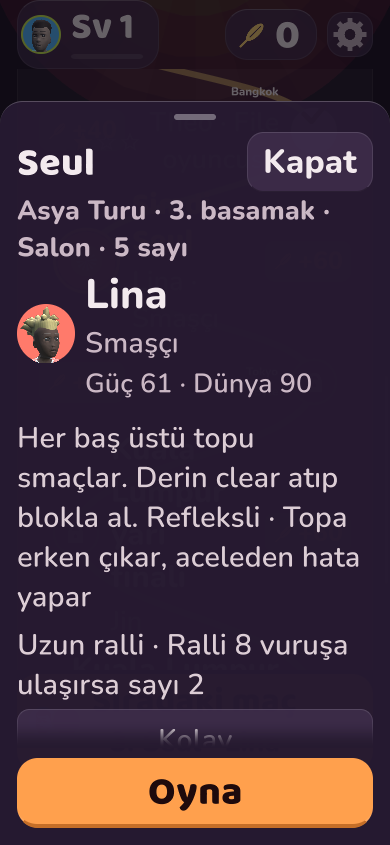 Sv 1
0
Bangkok
Seul
Kapat
Asya Turu · 3. basamak ·
Salon · 5 sayı
Lina
Smaşçı
Güç 61 · Dünya 90
Her baş üstü topu
smaçlar. Derin clear atıp
blokla al. Refleksli · Topa
erken çıkar, aceleden hata
yapar
Uzun ralli · Ralli 8 vuruşa
ulaşırsa sayı 2
Kolay
Oyna